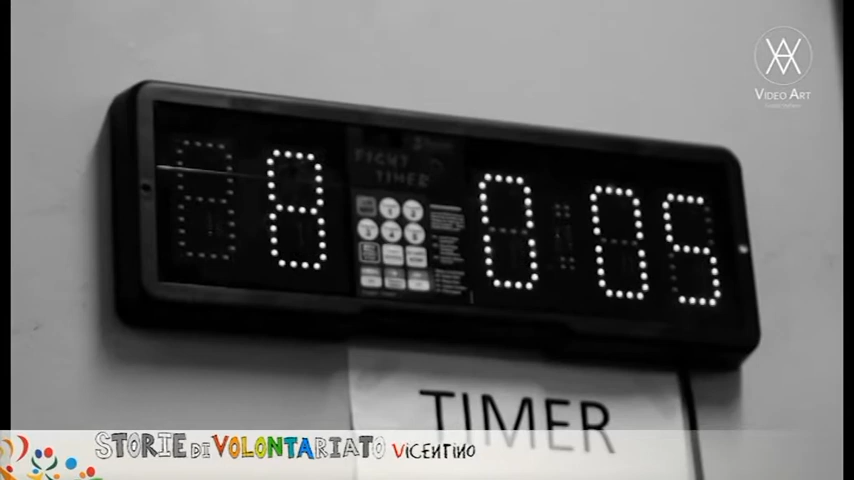 VIDEO ART
FIGHT
TIMER
8 0:05
TIMER
STORIE DI VOLONTARIATO VICENTINO